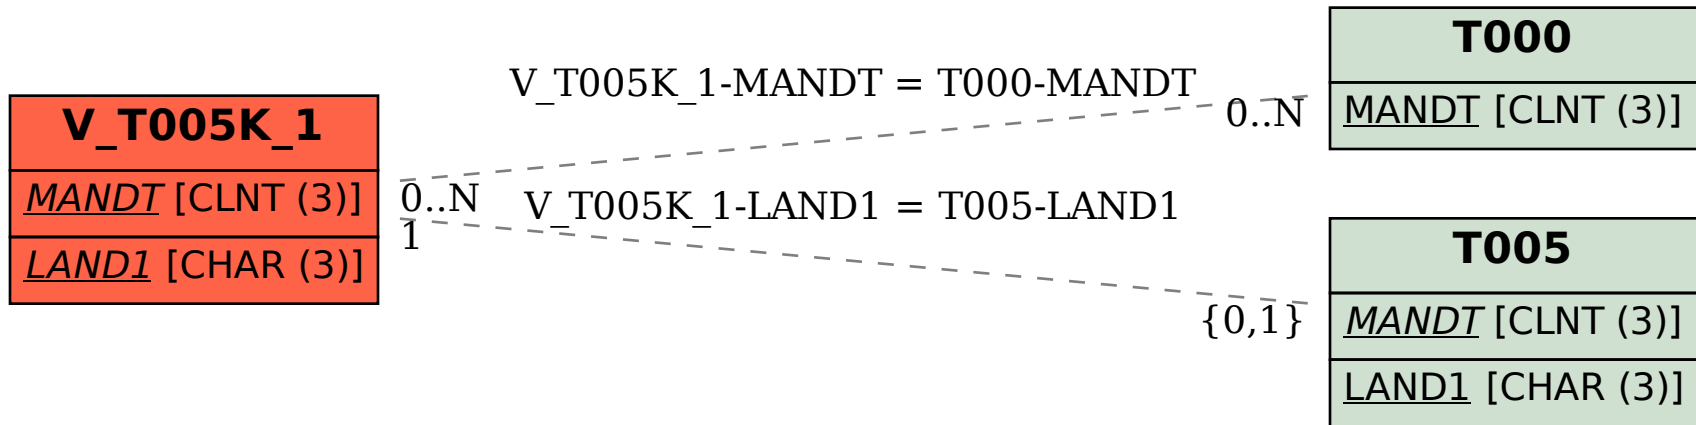 V_T005K_1
MANDT [CLNT (3)]
LAND1 [CHAR (3)]
V_T005K_1-MANDT = T000-MANDT
0..N
0..N
V_T005K_1-LAND1 = T005-LAND1
1
{0,1}
T000
MANDT [CLNT (3)]
T005
MANDT [CLNT (3)]
LAND1 [CHAR (3)]